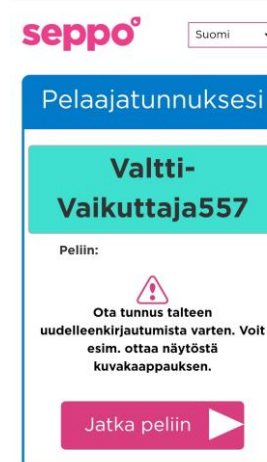 seppo
Suomi
Pelaajatunnuksesi
Valtti-
Vaikuttaja557
Peliin:
Ota tunnus talteen
uudelleenkirjautumista varten. Voit
esim. ottaa näytöstä
kuvakaappauksen.
Jatka peliin